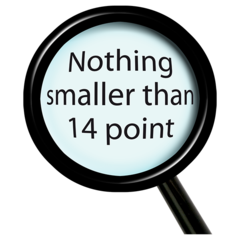 Nothing
smaller than
14 point